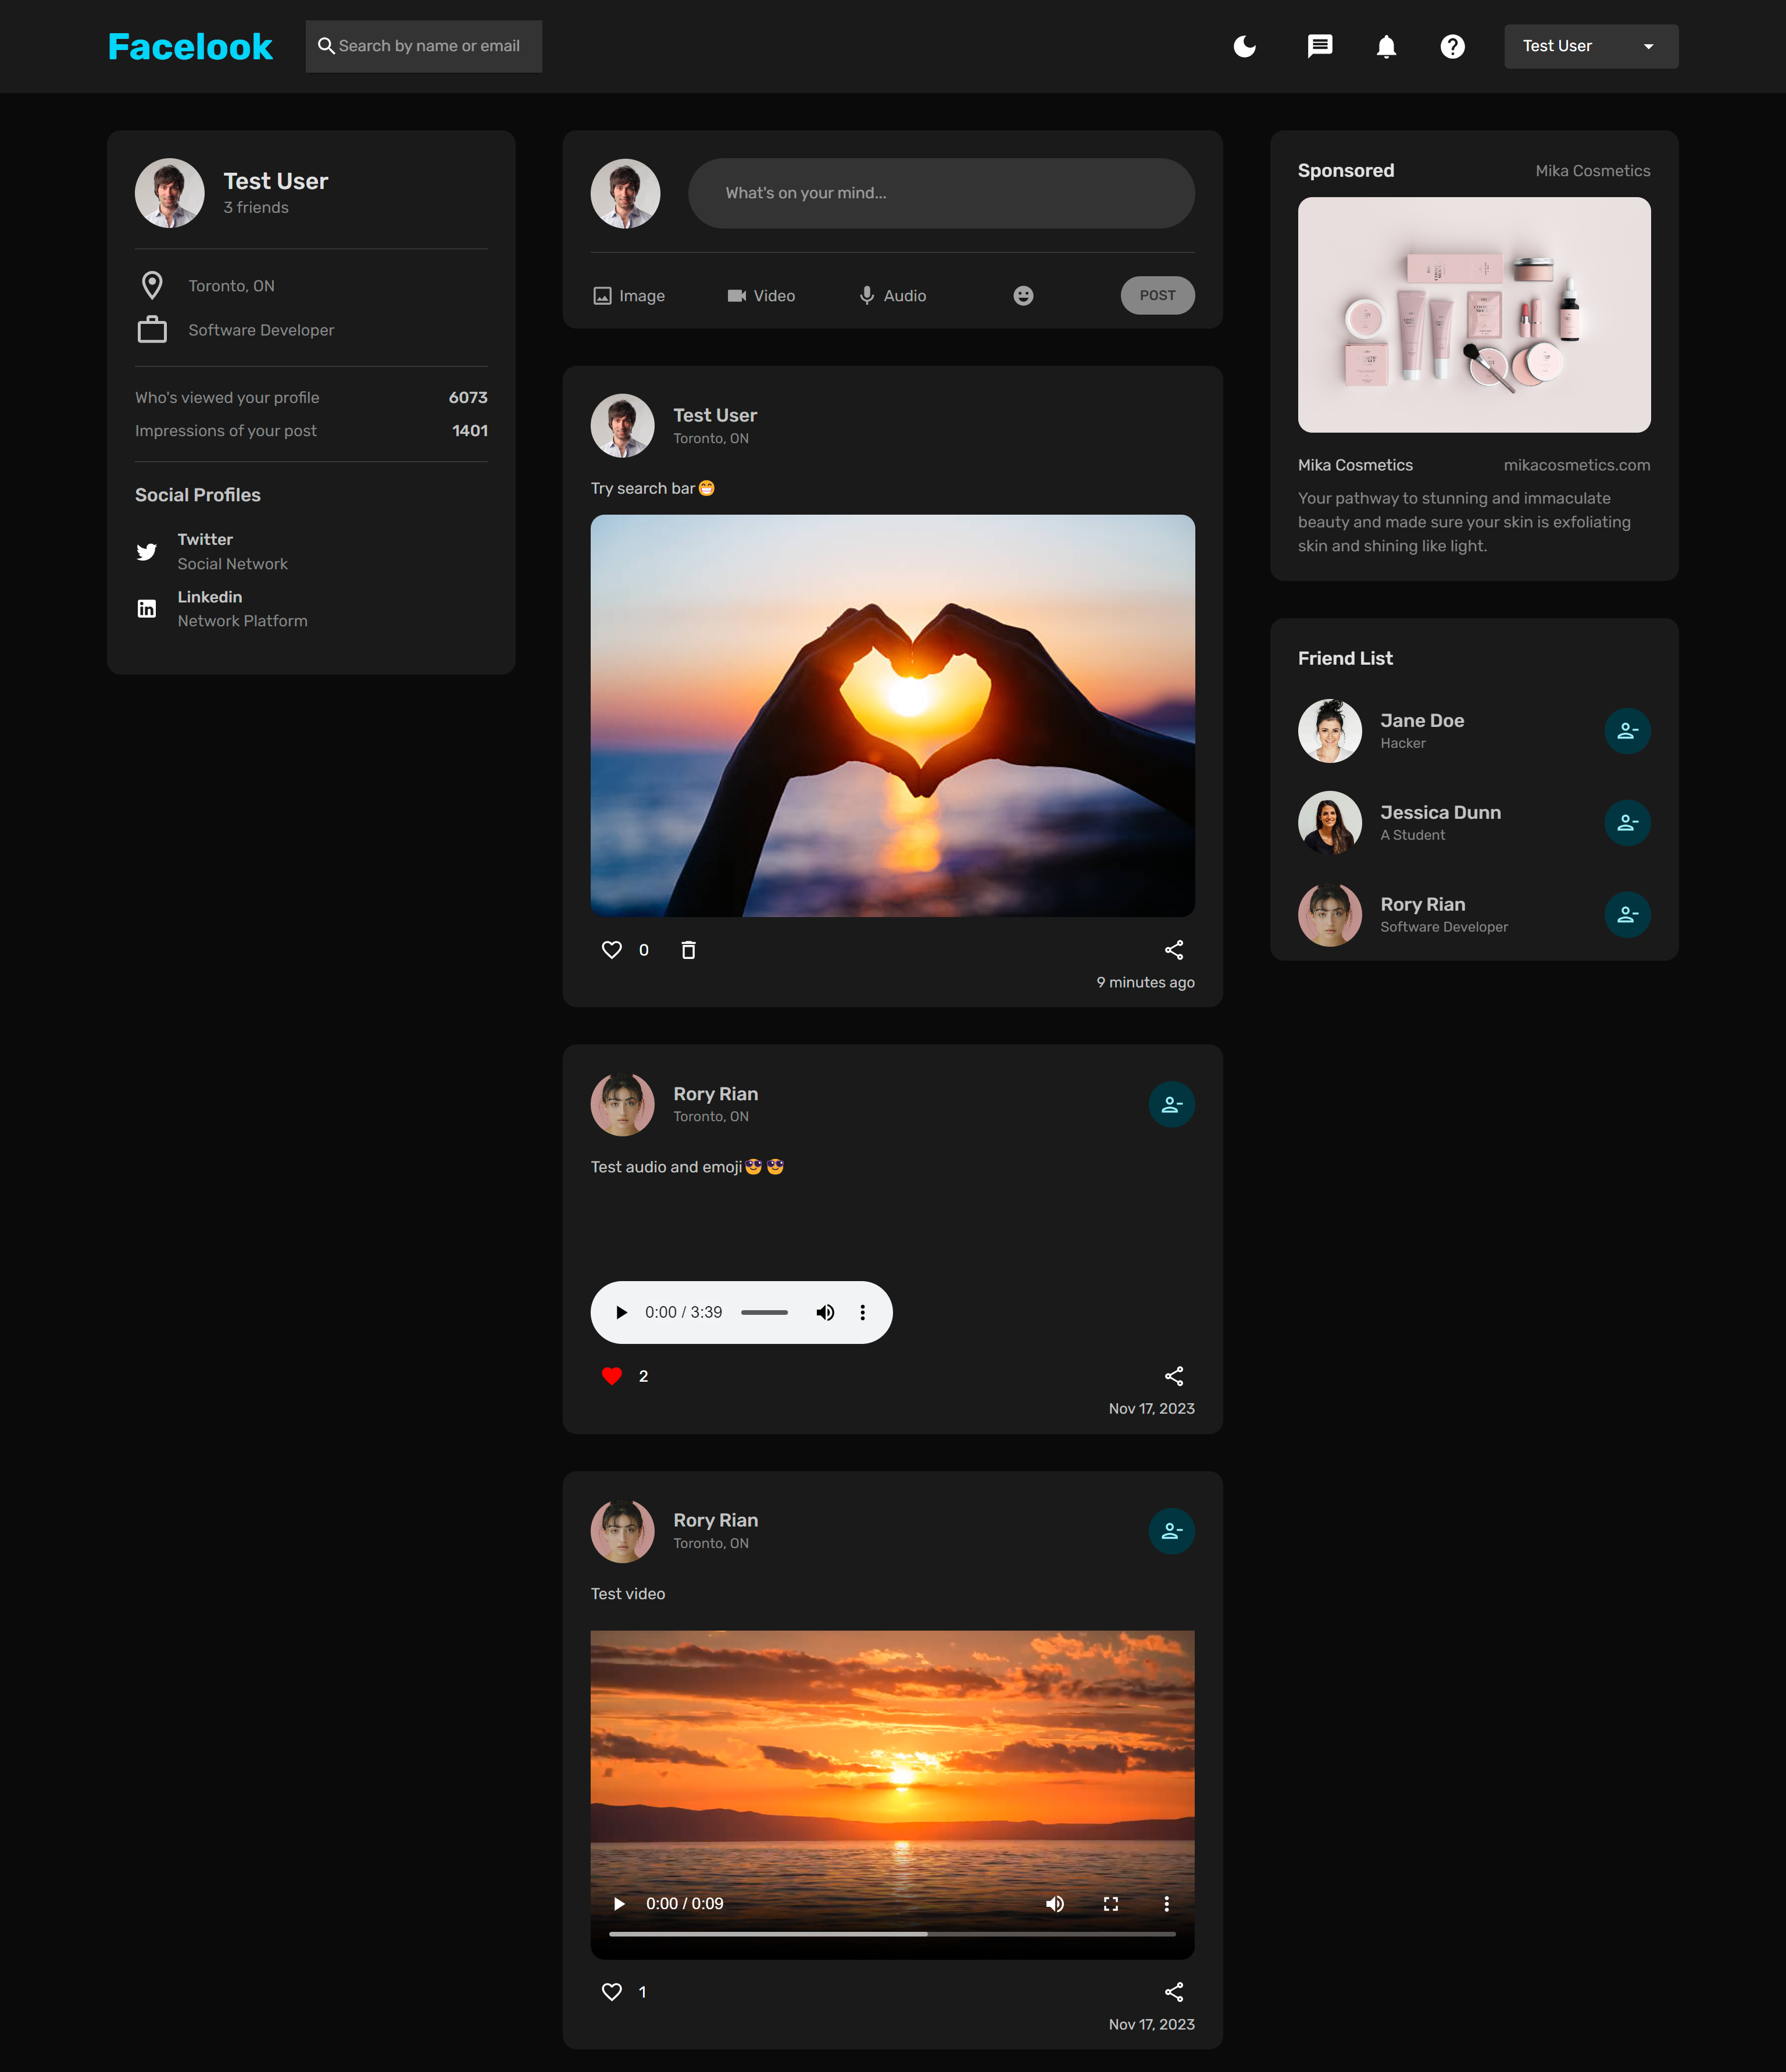 Facelook
Search by name or email
Test User
Test User
3 friends
Toronto, ON
Software Developer
Who's viewed your profile 6073
Impressions of your post 1401
Social Profiles
Twitter
Social Network
Linkedin
Network Platform
What's on your mind...
Image Video Audio POST
Test User
Toronto, ON
Try search bar😁
0
9 minutes ago
Rory Rian
Toronto, ON
Test audio and emoji😎 😎
0:00 / 3:39
2
Nov 17, 2023
Rory Rian
Toronto, ON
Test video
0:00 / 0:09
1
Nov 17, 2023
Sponsored Mika Cosmetics
Mika Cosmetics mikacosmetics.com
Your pathway to stunning and immaculate
beauty and made sure your skin is exfoliating
skin and shining like light.
Friend List
Jane Doe
Hacker
Jessica Dunn
A Student
Rory Rian
Software Developer